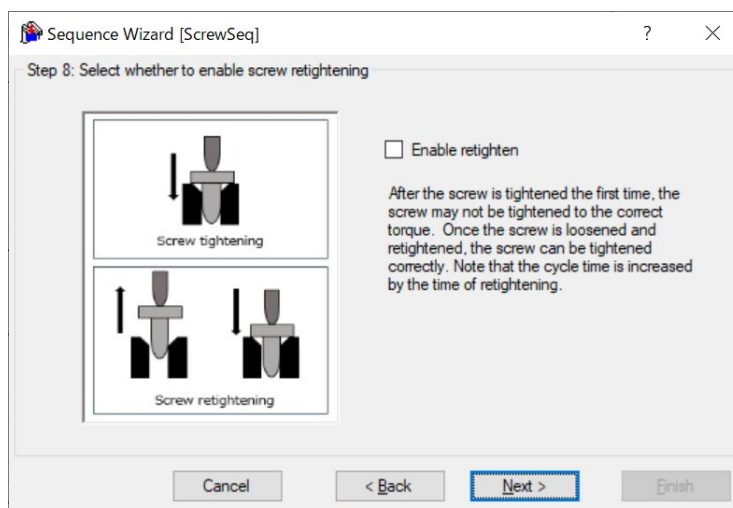 Sequence Wizard [ScrewSeq]
?
Step 8: Select whether to enable screw retightening
Screw tightening
Screw retightening
Enable retighten
After the screw is tightened the first time, the
screw may not be tightened to the correct
torque. Once the screw is loosened and
retightened, the screw can be tightened
correctly. Note that the cycle time is increased
by the time of retightening.
Cancel
< Back
Next >
Finish